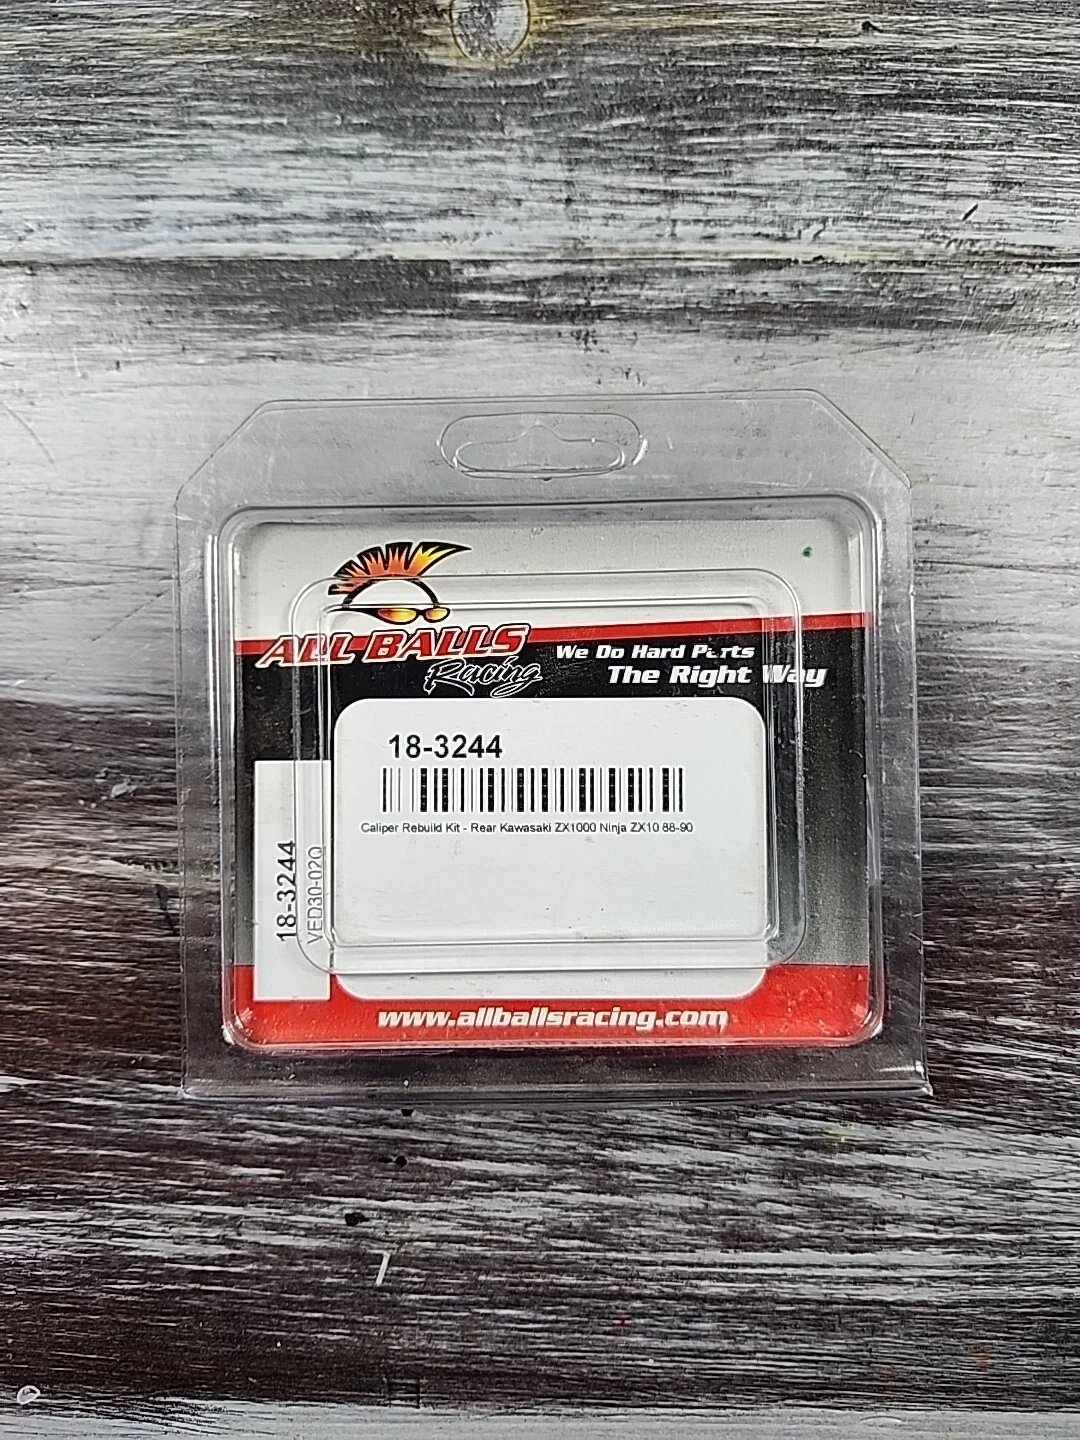 ALL BALLS
Racing
We Do Hard Parts
The Right Way
18-3244
Caliper Rebuild Kit - Rear Kawasaki ZX1000 Ninja ZX10 88-90
18-3244
VED30-02O
www.allballsracing.com